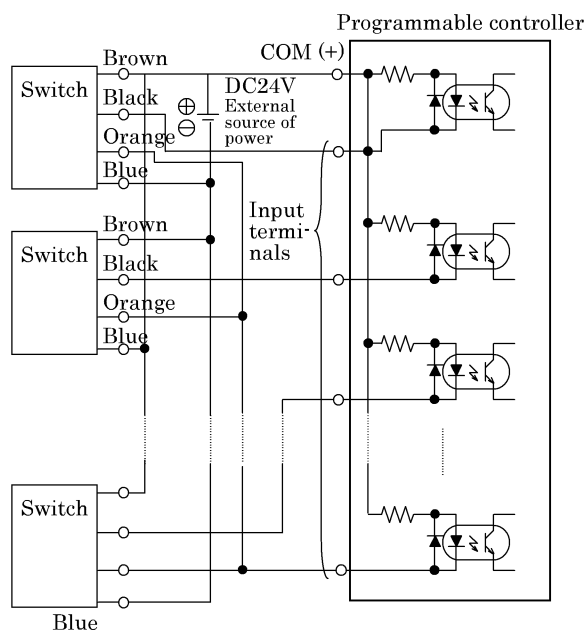 Programmable controller
Brown
COM (+)
Switch
DC24V
Black
⊕
External
⊖
source of
Orange
power
Blue
Brown
Input
termi-
nals
Switch
Black
Orange
Blue
Switch
Blue